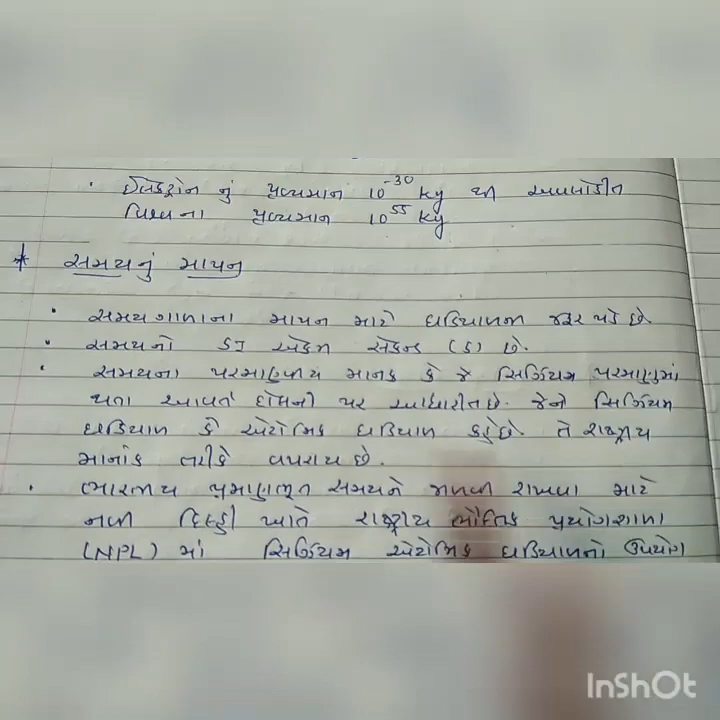 • ઈલેક્ટ્રોન નું દ્રવ્યમાન 10⁻³⁰ kg થી અવલોકીત
વિશ્વ ના દ્રવ્યમાન 10⁵⁵ kg
* સમયનું માપન
• સમયગાળાના માપન માટે ઘડિયાળની જરૂર પડે છે.
• સમયનો SI એકમ સેકન્ડ (s) છે.
• સમયના પરમાણ્વીય માનક કે જે સિઝિયમ પરમાણુમાં
થતા આવર્ત દોલનો પર આધારીત છે. જેને સિઝિયમ
ઘડિયાળ કે એટોમિક ઘડિયાળ કહે છે. તે રાષ્ટ્રીય
માનાંક તરીકે વપરાય છે.
• ભારતીય પ્રમાણભૂત સમયને જાળવી રાખવા માટે
નવી દિલ્હી ખાતે રાષ્ટ્રીય ભૌતિક પ્રયોગશાળા
(NPL) માં સિઝિયમ એટોમિક ઘડિયાળનો ઉપયોગ
InShOt